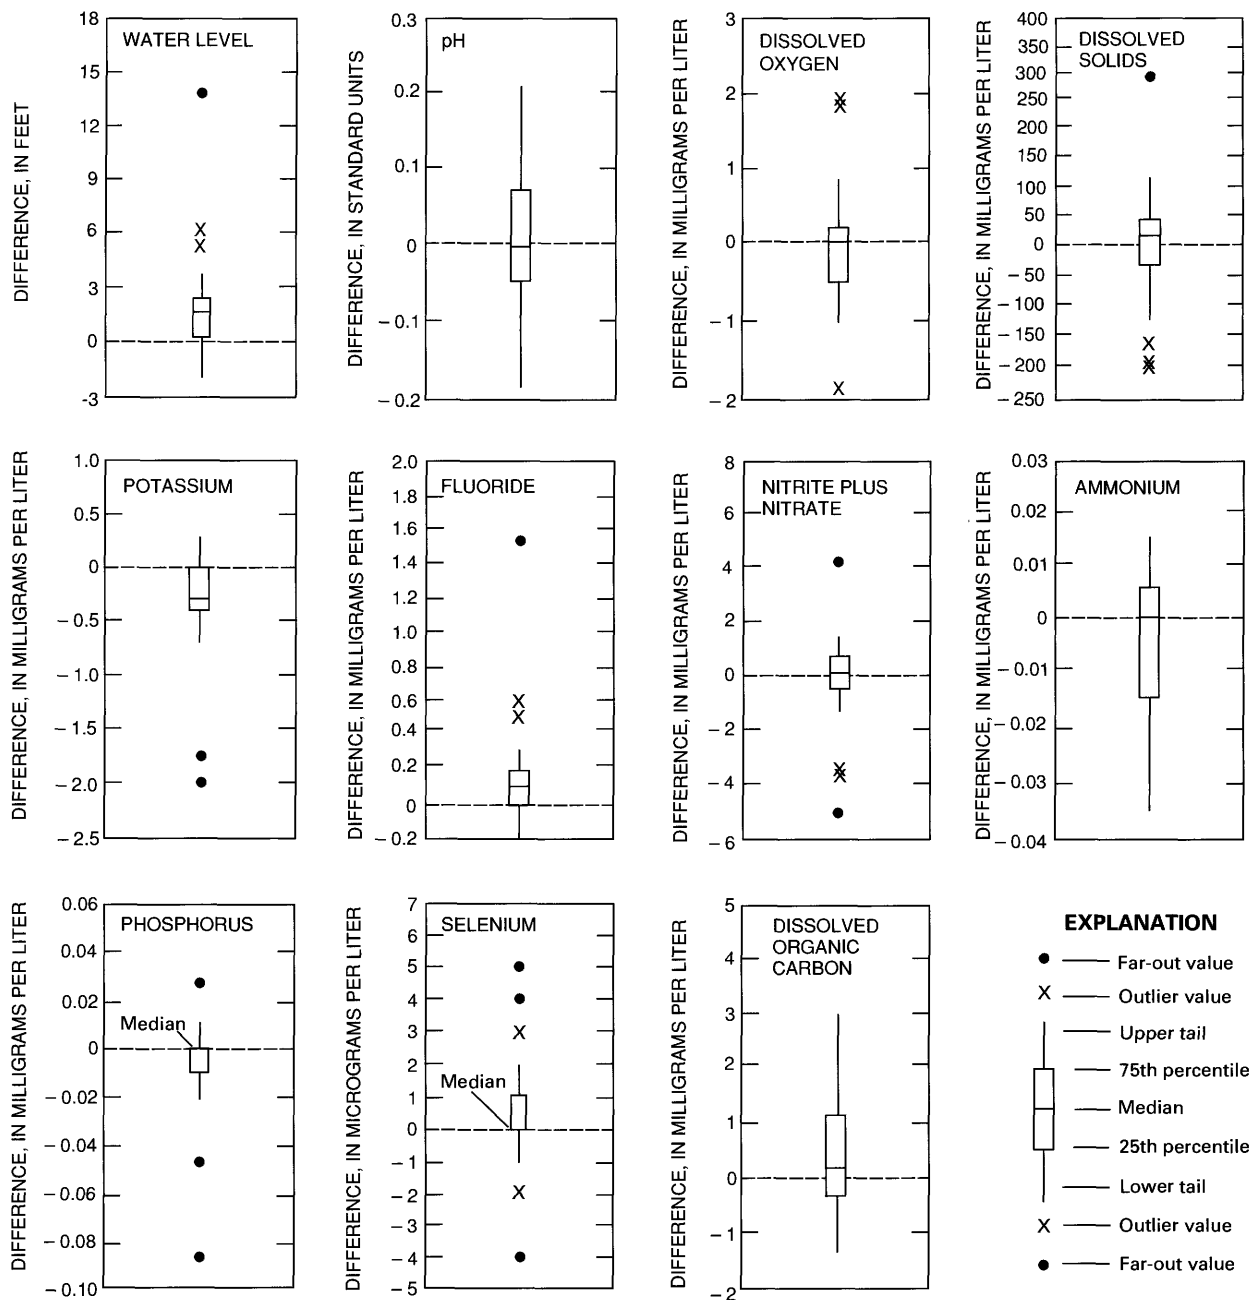 WATER LEVEL
DIFFERENCE, IN FEET
18
15
12
9
6
3
0
-3
pH
DIFFERENCE, IN STANDARD UNITS
0.3
0.2
0.1
0
-0.1
-0.2
DISSOLVED
OXYGEN
DIFFERENCE, IN MILLIGRAMS PER LITER
3
2
1
0
-1
-2
DISSOLVED
SOLIDS
DIFFERENCE, IN MILLIGRAMS PER LITER
400
350
300
250
200
150
100
50
0
-50
-100
-150
-200
-250
POTASSIUM
DIFFERENCE, IN MILLIGRAMS PER LITER
1.0
0.5
0
-0.5
-1.0
-1.5
-2.0
-2.5
FLUORIDE
DIFFERENCE, IN MILLIGRAMS PER LITER
2.0
1.8
1.6
1.4
1.2
1.0
0.8
0.6
0.4
0.2
0
-0.2
NITRITE PLUS
NITRATE
DIFFERENCE, IN MILLIGRAMS PER LITER
8
6
4
2
0
-2
-4
-6
AMMONIUM
DIFFERENCE, IN MILLIGRAMS PER LITER
0.03
0.02
0.01
0
-0.01
-0.02
-0.03
-0.04
PHOSPHORUS
DIFFERENCE, IN MILLIGRAMS PER LITER
0.06
0.04
0.02
Median
0
-0.02
-0.04
-0.06
-0.08
-0.10
SELENIUM
DIFFERENCE, IN MICROGRAMS PER LITER
7
6
5
4
3
2
Median
1
0
-1
-2
-3
-4
-5
DISSOLVED
ORGANIC
CARBON
DIFFERENCE, IN MILLIGRAMS PER LITER
5
4
3
2
1
0
-1
-2
EXPLANATION
Far-out value
X Outlier value
Upper tail
75th percentile
Median
25th percentile
Lower tail
X Outlier value
Far-out value